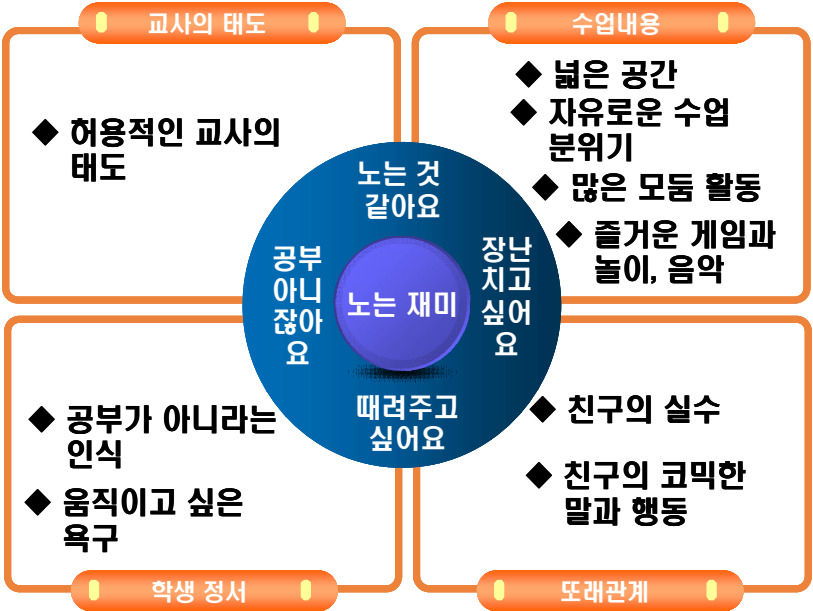 교사의 태도
수업내용
◆ 허용적인 교사의
태도
◆ 넓은 공간
◆ 자유로운 수업
분위기
◆ 많은 모둠 활동
◆ 즐거운 게임과
놀이, 음악
노는 것
같아요
공부
아니
잖아
요
노는 재미
장난
치고
싶어
요
때려주고
싶어요
◆ 공부가 아니라는
인식
◆ 움직이고 싶은
욕구
◆ 친구의 실수
◆ 친구의 코믹한
말과 행동
학생 정서
또래관계